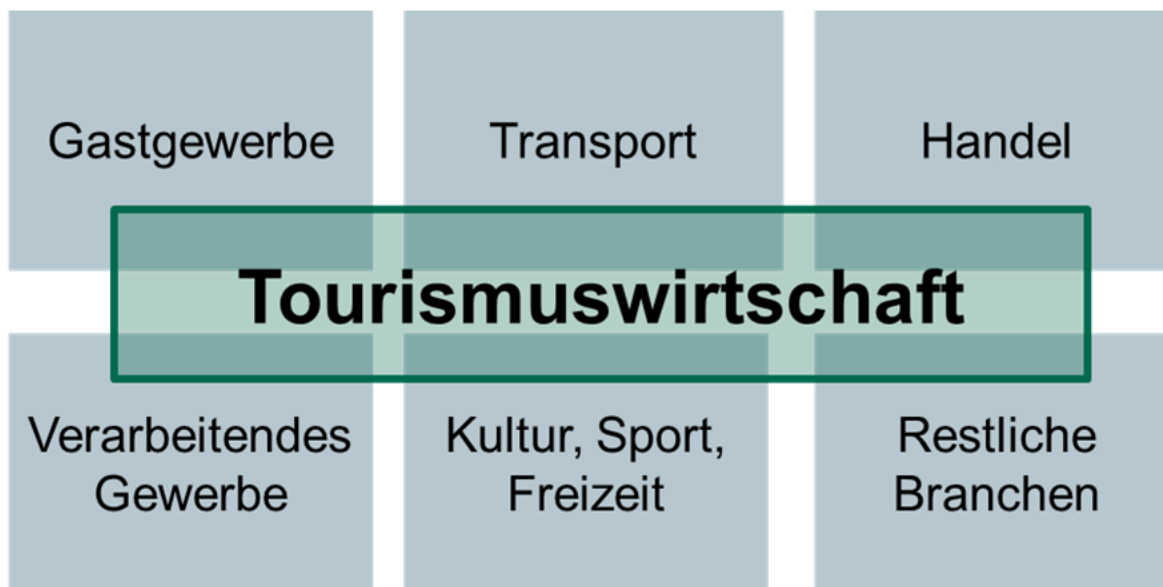 Gastgewerbe
Transport
Handel
Tourismuswirtschaft
Verarbeitendes
Gewerbe
Kultur, Sport,
Freizeit
Restliche
Branchen